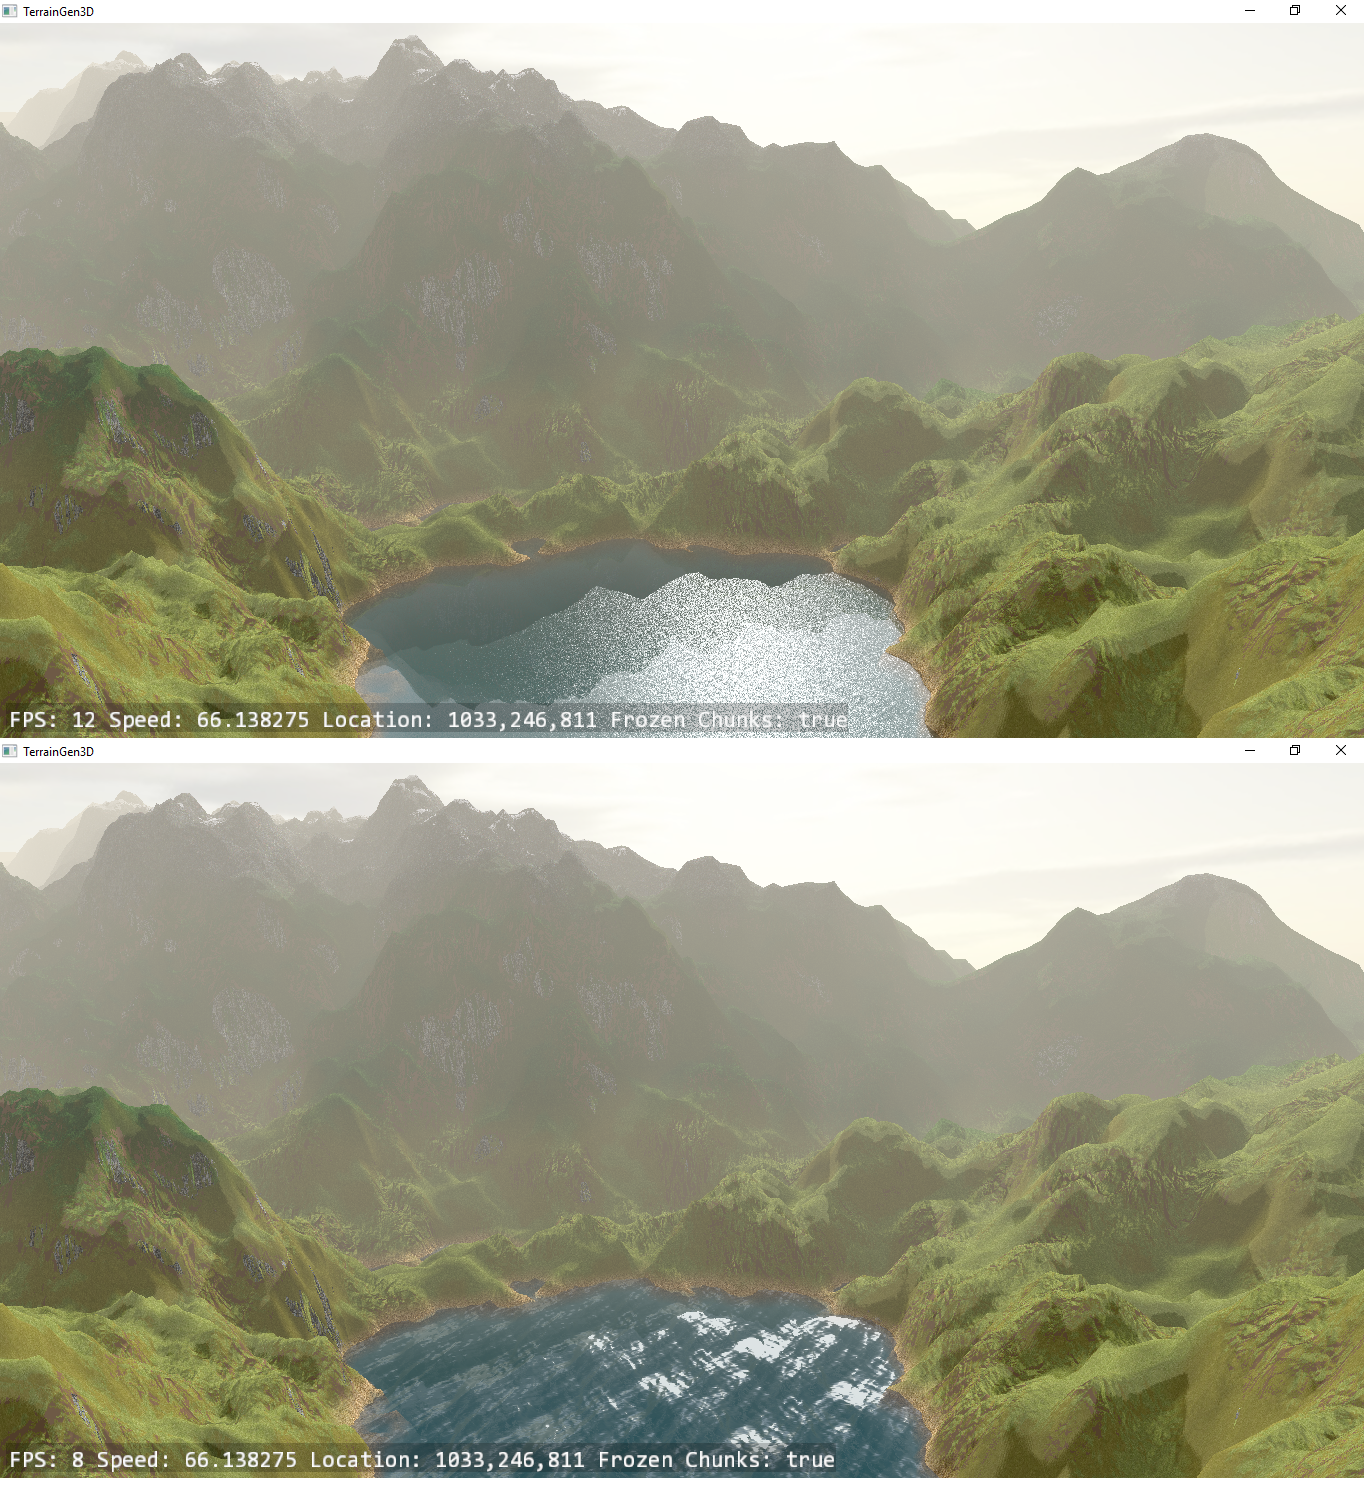 TerrainGen3D
FPS: 12 Speed: 66.138275 Location: 1033,246,811 Frozen Chunks: true
TerrainGen3D
FPS: 8 Speed: 66.138275 Location: 1033,246,811 Frozen Chunks: true